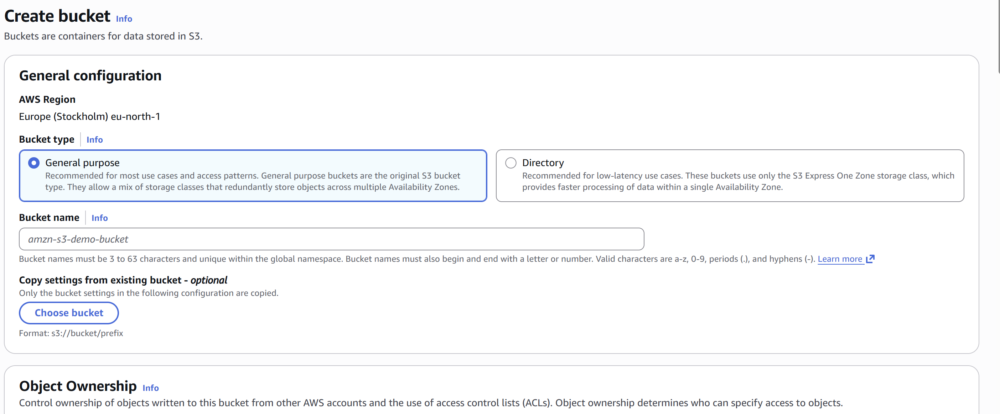 Create bucket Info
Buckets are containers for data stored in S3.
General configuration
AWS Region
Europe (Stockholm) eu-north-1
Bucket type Info
General purpose
Recommended for most use cases and access patterns. General purpose buckets are the original S3 bucket
type. They allow a mix of storage classes that redundantly store objects across multiple Availability Zones.
Directory
Recommended for low-latency use cases. These buckets use only the S3 Express One Zone storage class, which
provides faster processing of data within a single Availability Zone.
Bucket name Info
amzn-s3-demo-bucket
Bucket names must be 3 to 63 characters and unique within the global namespace. Bucket names must also begin and end with a letter or number. Valid characters are a-z, 0-9, periods (.), and hyphens (-). Learn more
Copy settings from existing bucket - optional
Only the bucket settings in the following configuration are copied.
Choose bucket
Format: s3://bucket/prefix
Object Ownership Info
Control ownership of objects written to this bucket from other AWS accounts and the use of access control lists (ACLs). Object ownership determines who can specify access to objects.